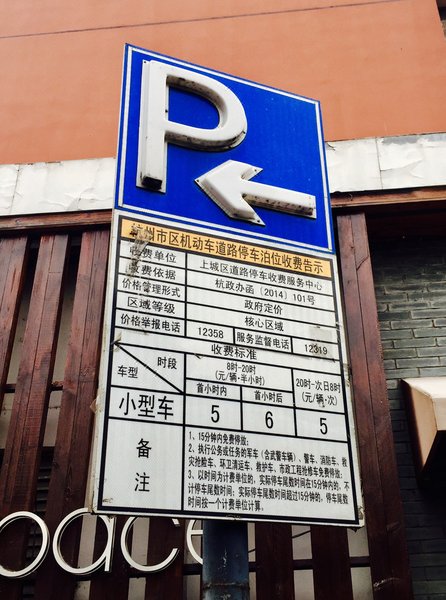 P
杭州市区机动车道路停车泊位收费告示
收费单位 上城区道路停车收费服务中心
收费依据 杭政办函〔2014〕101号
价格管理形式 政府定价
区域等级 核心区域
价格举报电话 12358 服务监督电话 12319
收费标准
时段 8时-20时
(元/辆·半小时) 20时-次日8时
(元/辆·次)
车型 首小时内 首小时后
小型车 5 6 5
备注
1、15分钟内免费停放;
2、执行公务或任务的军车(含武警车辆)、警车、消防车、救
灾抢险车、环卫清运车、救护车、市政工程抢修车免费停放;
3、以时间为计费单位的,实际停车尾数时间在15分钟内的,不
计停车尾数时间;实际停车尾数时间超过15分钟的,停车尾数
时间按一个计费单位计算。
pace